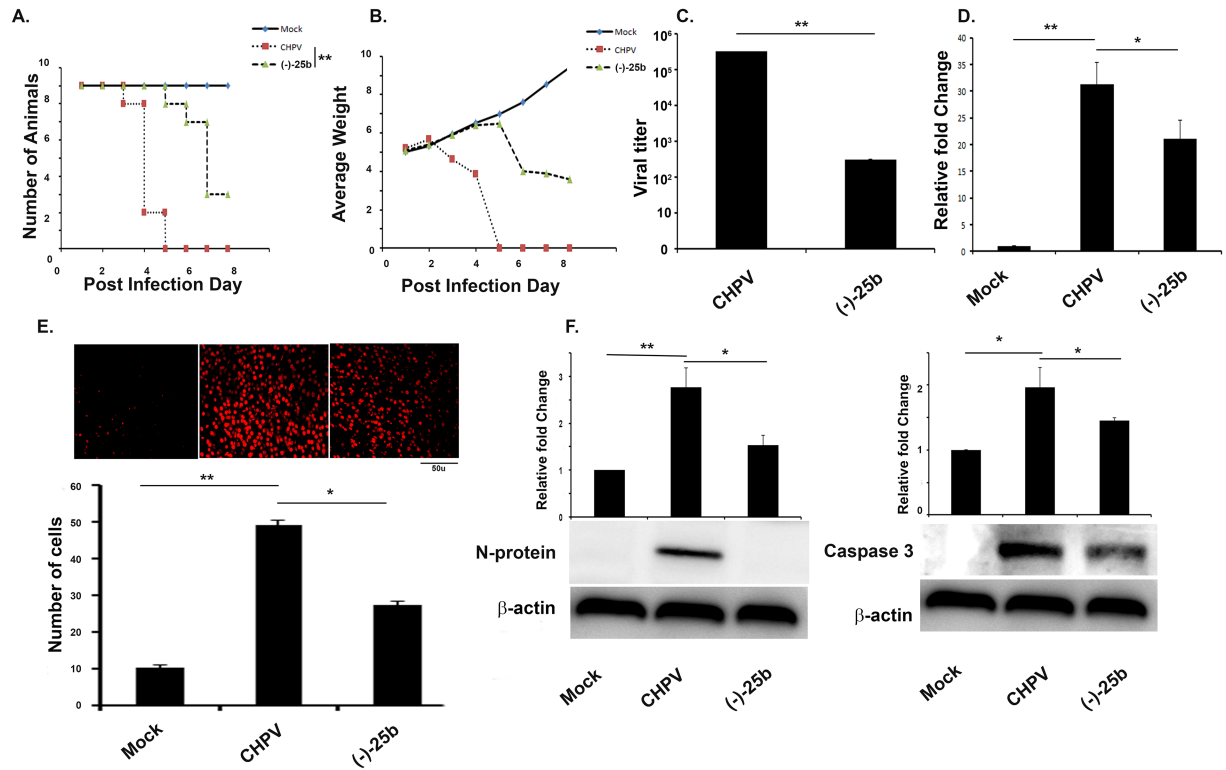 A.
Mock
CHPV
(-)-25b
**
Number of Animals
10
8
6
4
2
0
0 2 4 6 8
Post Infection Day
B.
Mock
CHPV
(-)-25b
Average Weight
10
8
6
4
2
0
0 2 4 6 8
Post Infection Day
C.
**
Viral titer
10⁶
10⁵
10⁴
10³
10²
0
CHPV
(-)-25b
D.
**
*
Relative fold Change
40
35
30
25
20
15
10
5
0
Mock
CHPV
(-)-25b
E.
50u
**
*
Number of cells
60
50
40
30
20
10
0
Mock
CHPV
(-)-25b
F.
**
*
Relative fold Change
3
2
1
0
N-protein
β-actin
Mock
CHPV
(-)-25b
*
*
Relative fold Change
2
1
0
Caspase 3
β-actin
Mock
CHPV
(-)-25b